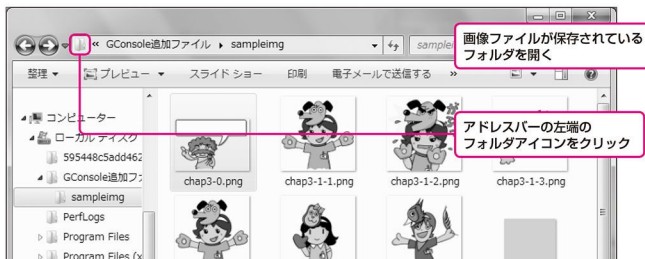 « GConsole追加ファイル ▸ sampleimg
画像ファイルが保存されている
フォルダを開く
整理 ▼ プレビュー ▼ スライド ショー 印刷 電子メールで送信する »
アドレスバーの左端の
フォルダアイコンをクリック
コンピューター
ローカル ディスク
595448c5add462
GConsole追加フ
sampleimg
PerfLogs
Program Files
Program Files (x
chap3-0.png
chap3-1-1.png
chap3-1-2.png
chap3-1-3.png